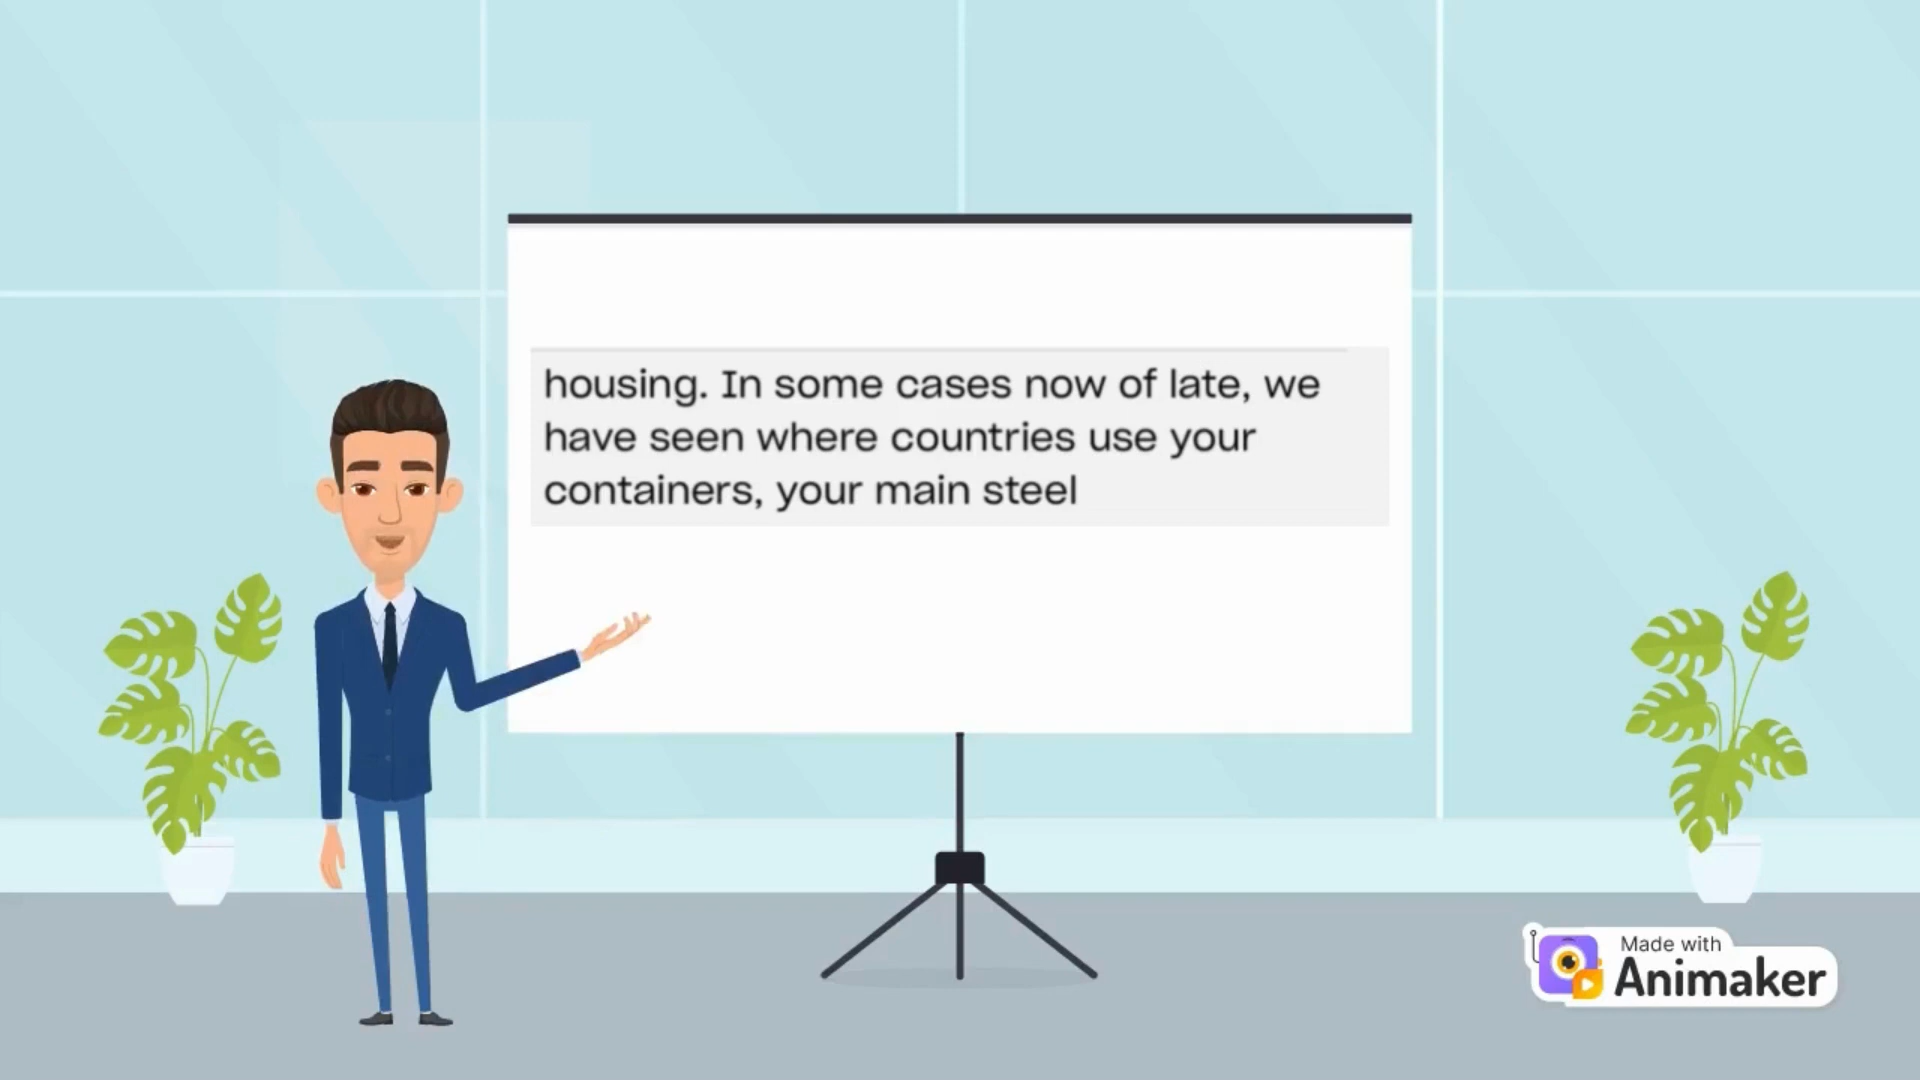 housing. In some cases now of late, we
have seen where countries use your
containers, your main steel
Made with
Animaker